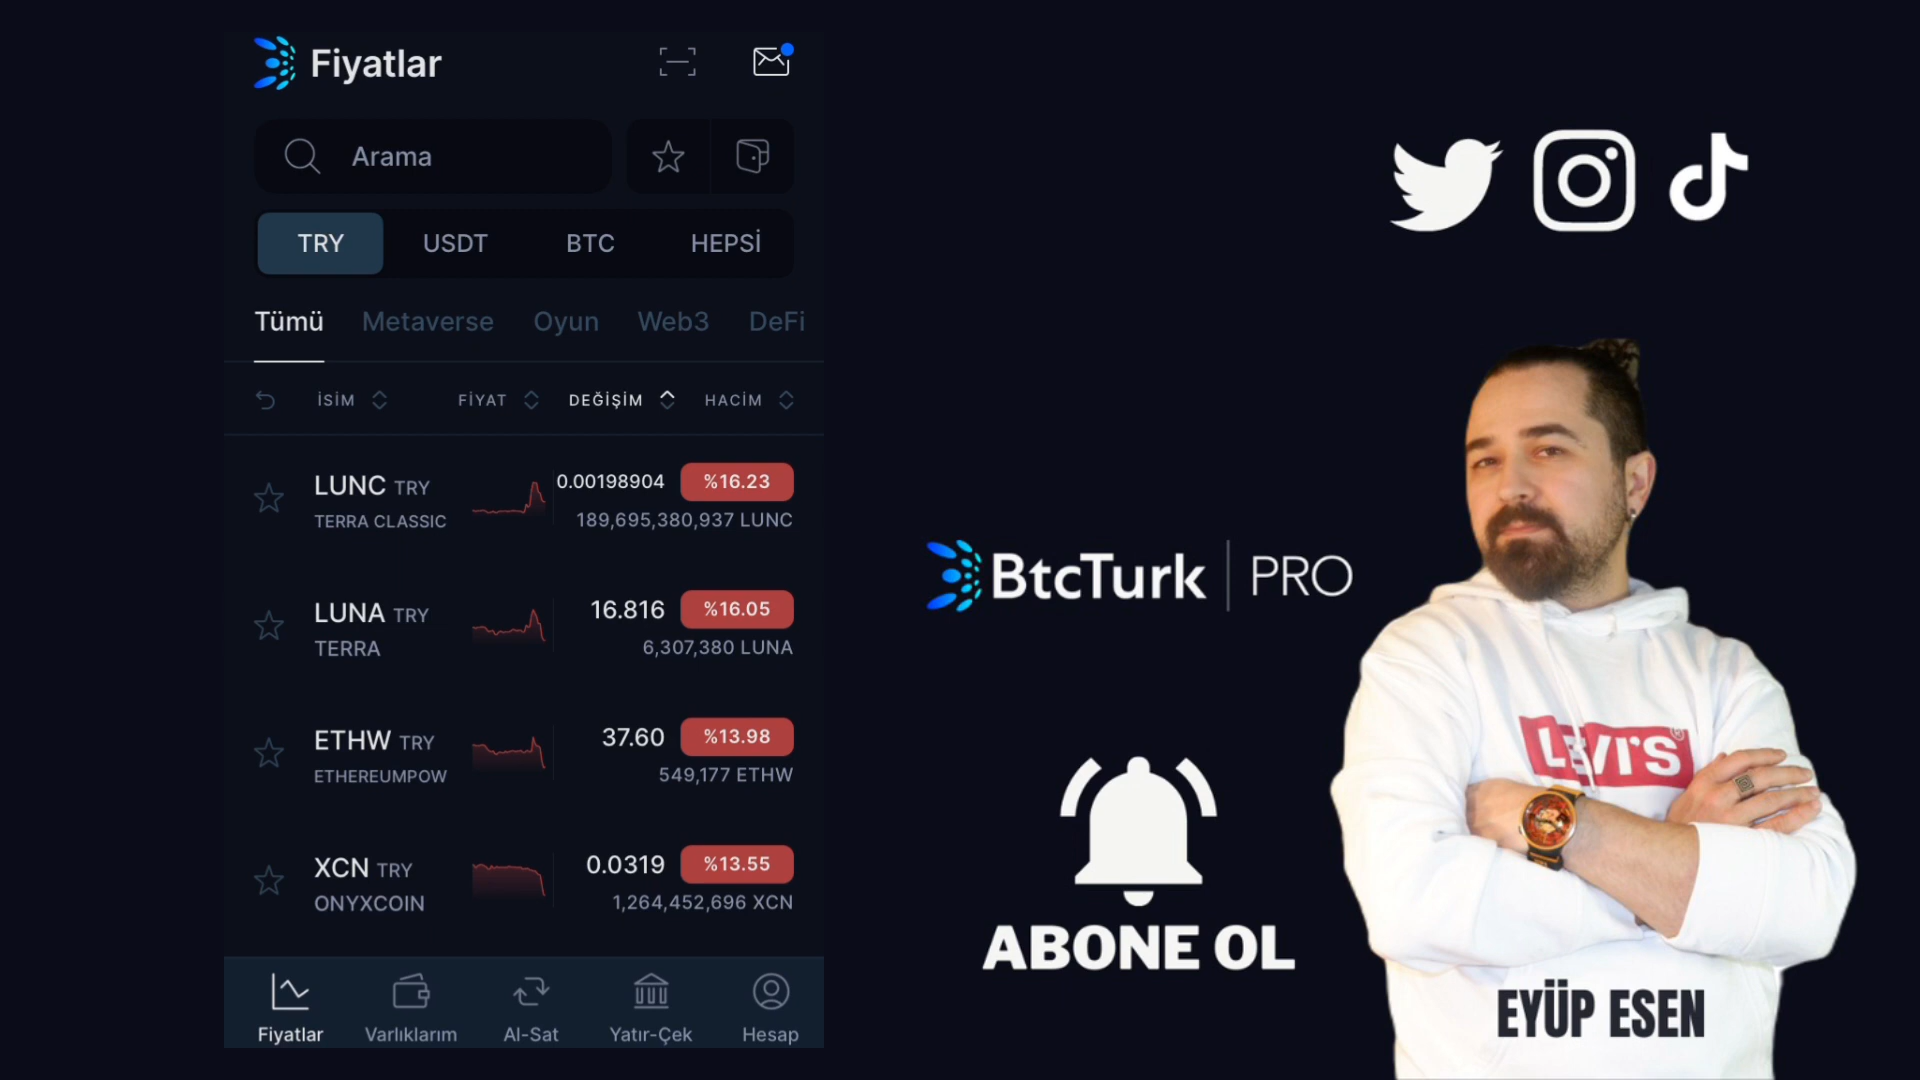 Fiyatlar
Arama
TRY USDT BTC HEPSİ
Tümü Metaverse Oyun Web3 DeFi
İSİM FİYAT DEĞİŞİM HACİM
LUNC TRY 0.00198904 %16.23
TERRA CLASSIC 189,695,380,937 LUNC
LUNA TRY 16.816 %16.05
TERRA 6,307,380 LUNA
ETHW TRY 37.60 %13.98
ETHEREUMPOW 549,177 ETHW
XCN TRY 0.0319 %13.55
ONYXCOIN 1,264,452,696 XCN
Fiyatlar Varlıklarım Al-Sat Yatır-Çek Hesap
BtcTurk | PRO
ABONE OL
LEVI'S®
EYÜP ESEN